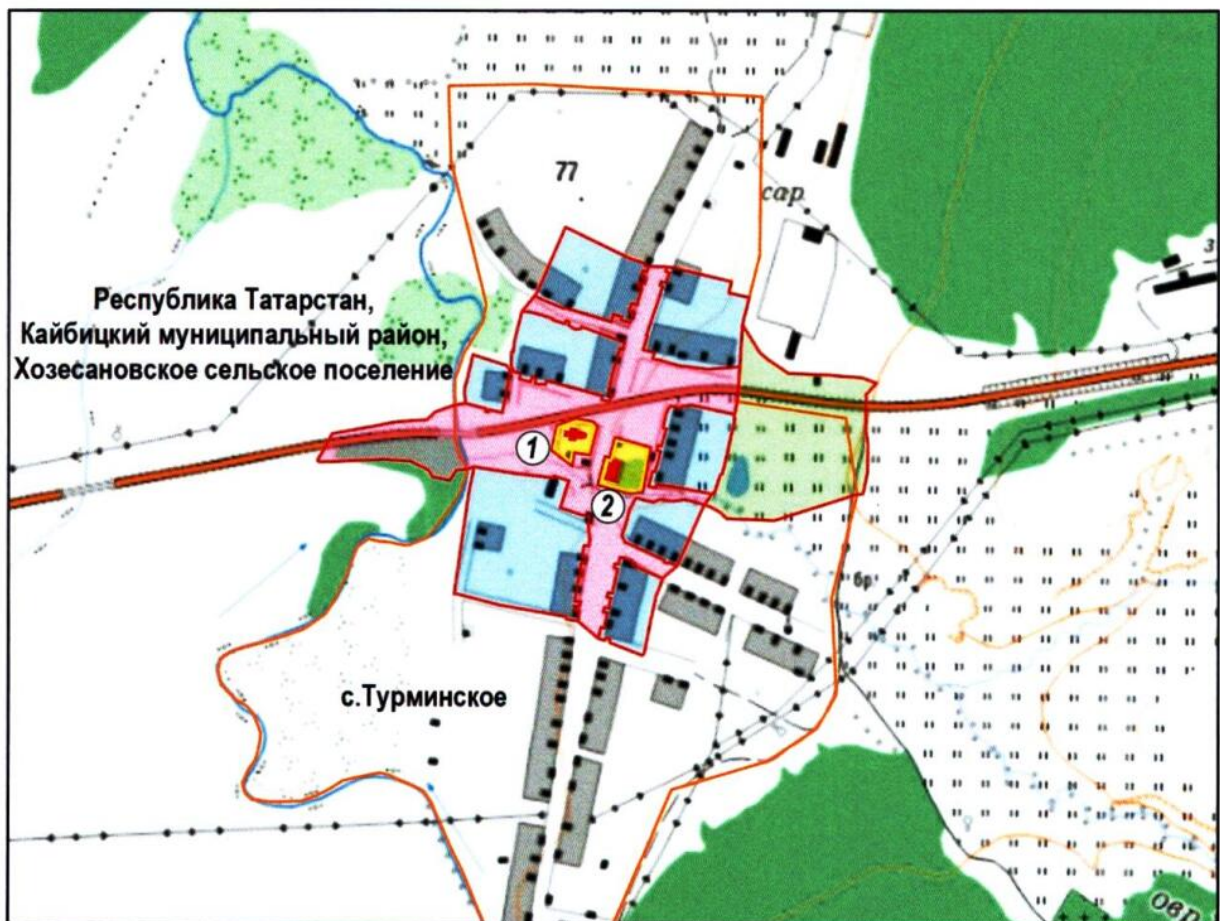 77
сар
Республика Татарстан,
Кайбицкий муниципальный район,
Хозесановское сельское поселение
1
2
бр.
с.Турминское
овр